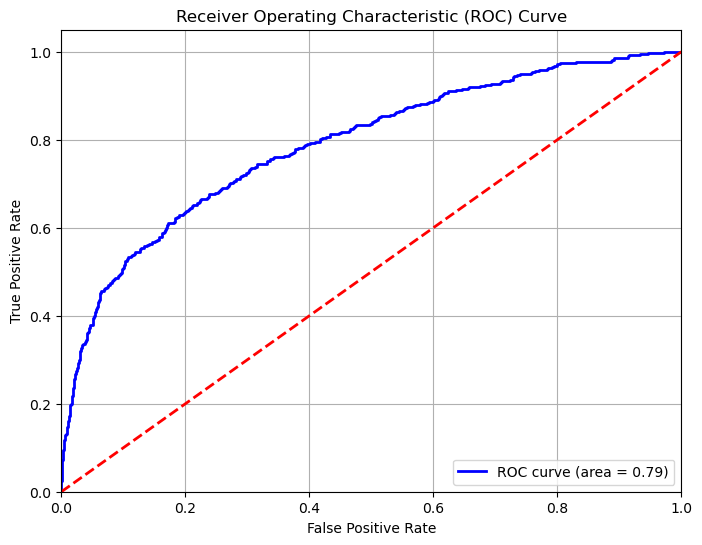 Receiver Operating Characteristic (ROC) Curve
True Positive Rate
1.0
0.8
0.6
0.4
0.2
0.0
ROC curve (area = 0.79)
0.0 0.2 0.4 0.6 0.8 1.0
False Positive Rate